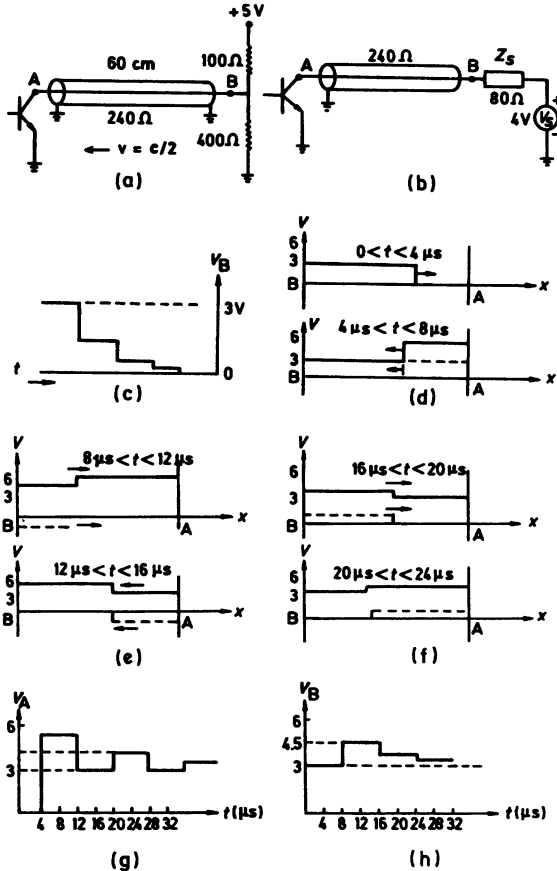 +5V
A
60 cm
100Ω
B
240Ω
400Ω
v = c/2
(a)
240Ω
A
B
Zs
80Ω
4V
Vs
+
−
(b)
VB
3V
t
0
(c)
V
6
3
0 < t < 4 μs
B
A
x
V
6
4 μs < t < 8 μs
3
B
A
x
(d)
V
8 μs < t < 12 μs
6
3
B
A
x
V
12 μs < t < 16 μs
6
3
B
A
x
(e)
V
16 μs < t < 20 μs
6
3
B
A
x
V
20 μs < t < 24 μs
6
3
B
A
x
(f)
VA
6
3
4 8 12 16 20 24 28 32
t (μs)
(g)
VB
6
4.5
3
4 8 12 16 20 24 28 32
t (μs)
(h)